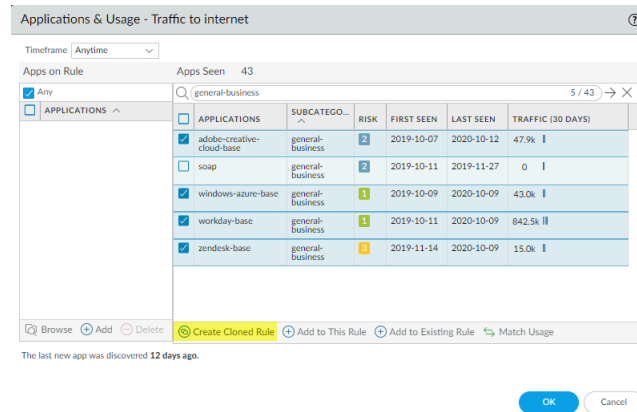 Applications & Usage - Traffic to internet
Timeframe Anytime
Apps on Rule
Apps Seen 43
Any
general-business 5 / 43
APPLICATIONS
APPLICATIONS SUBCATEGO... RISK FIRST SEEN LAST SEEN TRAFFIC (30 DAYS)
adobe-creative-cloud-base general-business 2 2019-10-07 2020-10-12 47.9k
soap general-business 2 2019-10-11 2019-11-27 0
windows-azure-base general-business 1 2019-10-09 2020-10-09 43.0k
workday-base general-business 1 2019-10-11 2020-10-09 842.5k
zendesk-base general-business 3 2019-11-14 2020-10-09 15.0k
Browse Add Delete
Create Cloned Rule Add to This Rule Add to Existing Rule Match Usage
The last new app was discovered 12 days ago.
OK Cancel